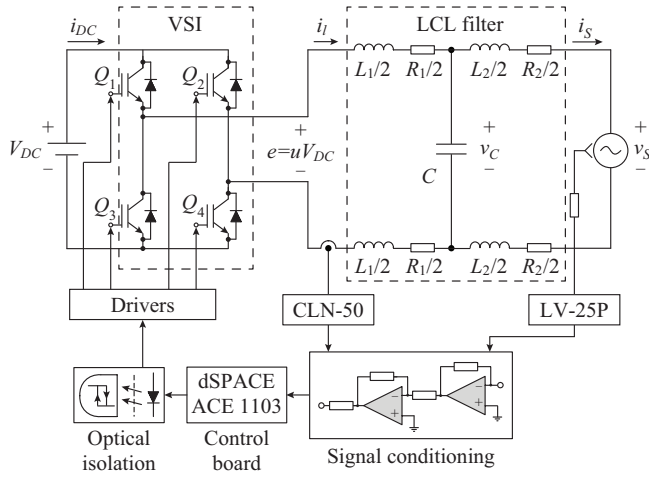 i_DC
VSI
i_l
LCL filter
i_S
Q_1
Q_2
L_1/2
R_1/2
L_2/2
R_2/2
+
V_DC
−
+
e=uV_DC
−
C
+
v_C
−
+
v_S
−
Q_3
Q_4
L_1/2
R_1/2
L_2/2
R_2/2
Drivers
CLN-50
LV-25P
dSPACE
ACE 1103
−
+
−
+
Optical
isolation
Control
board
Signal conditioning